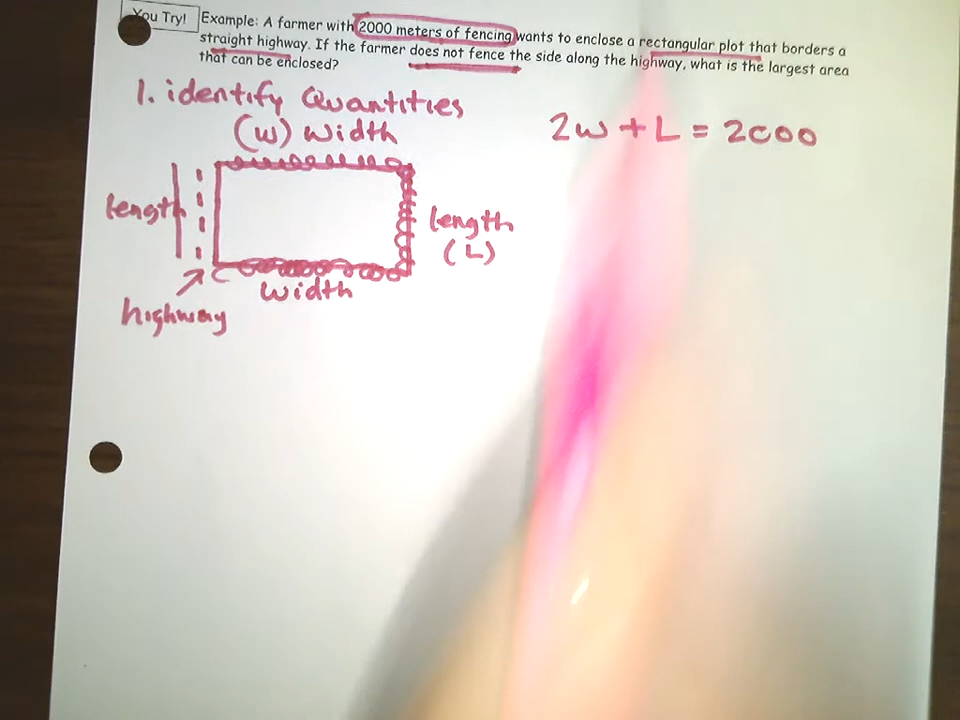 You Try!
Example: A farmer with 2000 meters of fencing wants to enclose a rectangular plot that borders a
straight highway. If the farmer does not fence the side along the highway, what is the largest area
that can be enclosed?
1. identify Quantities
(w) width
2w + L = 2000
length
length
(L)
width
highway